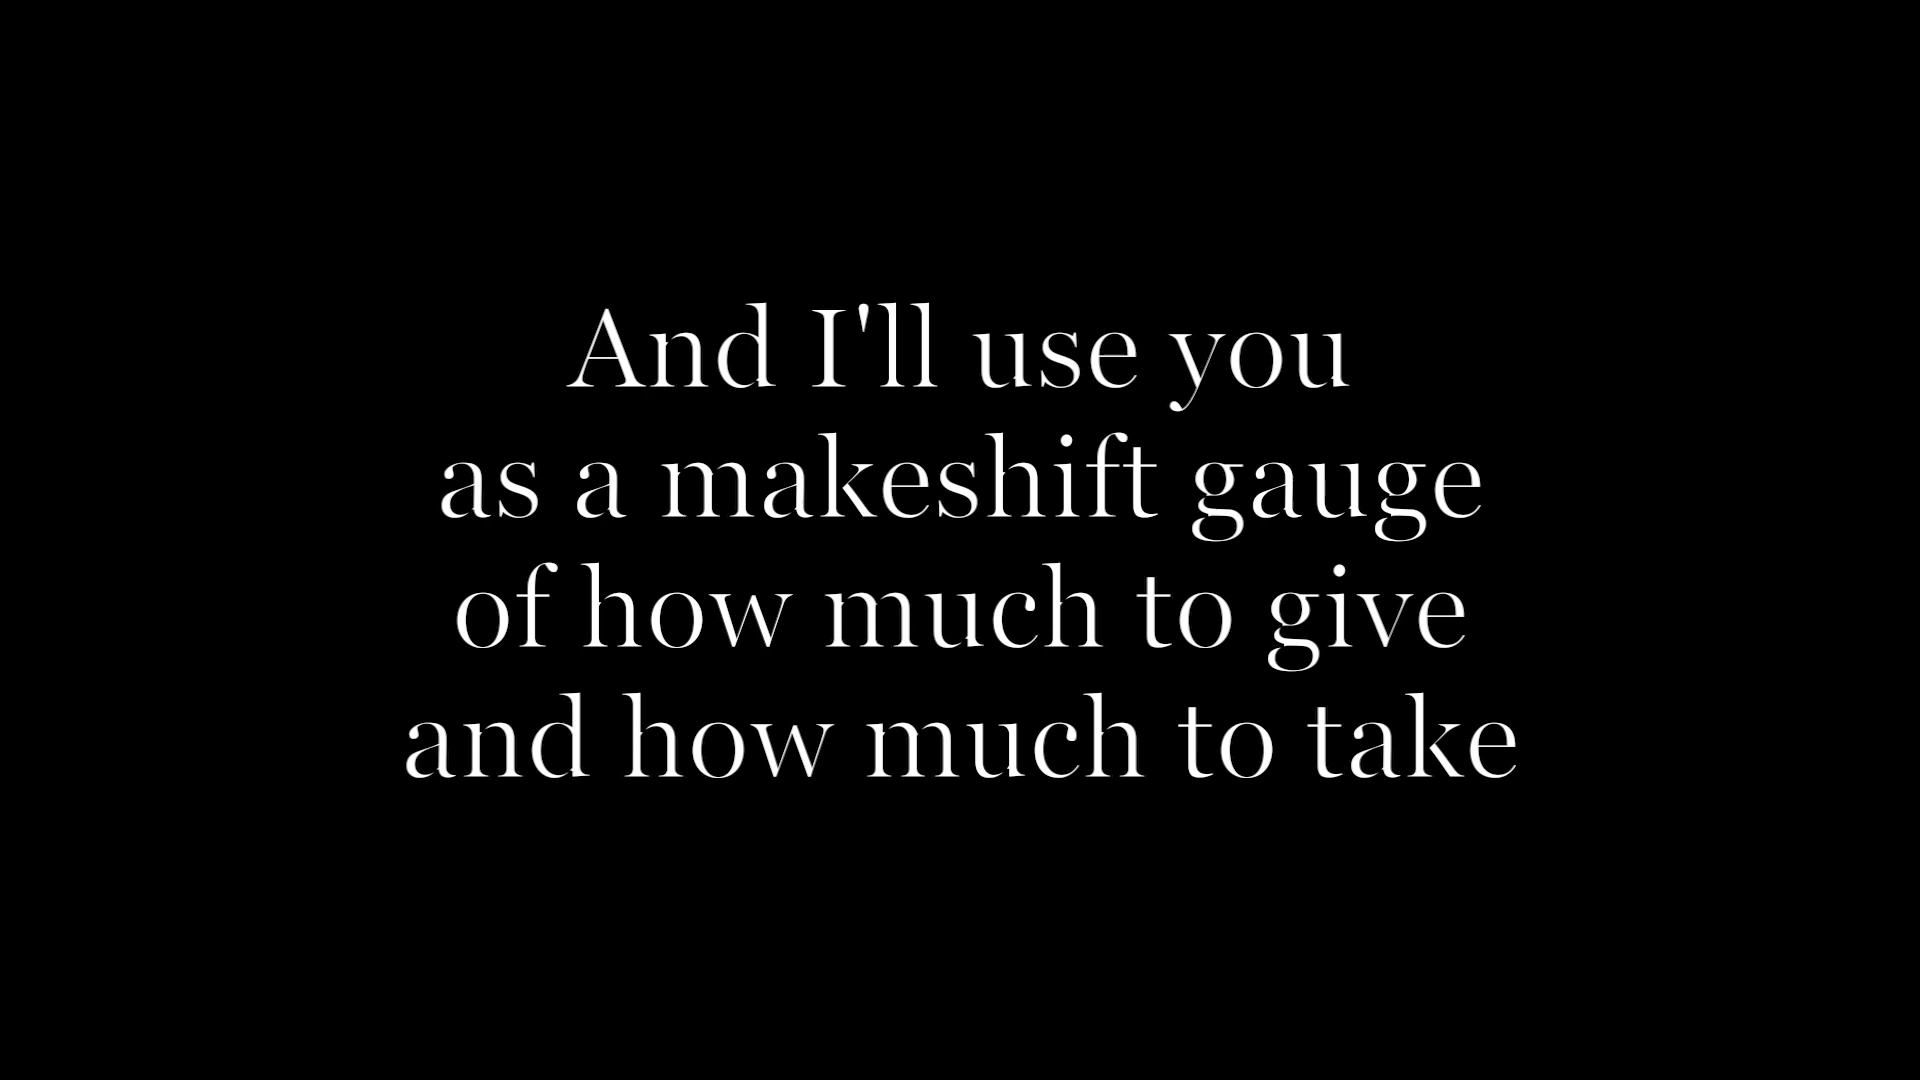 And I'll use you
as a makeshift gauge
of how much to give
and how much to take